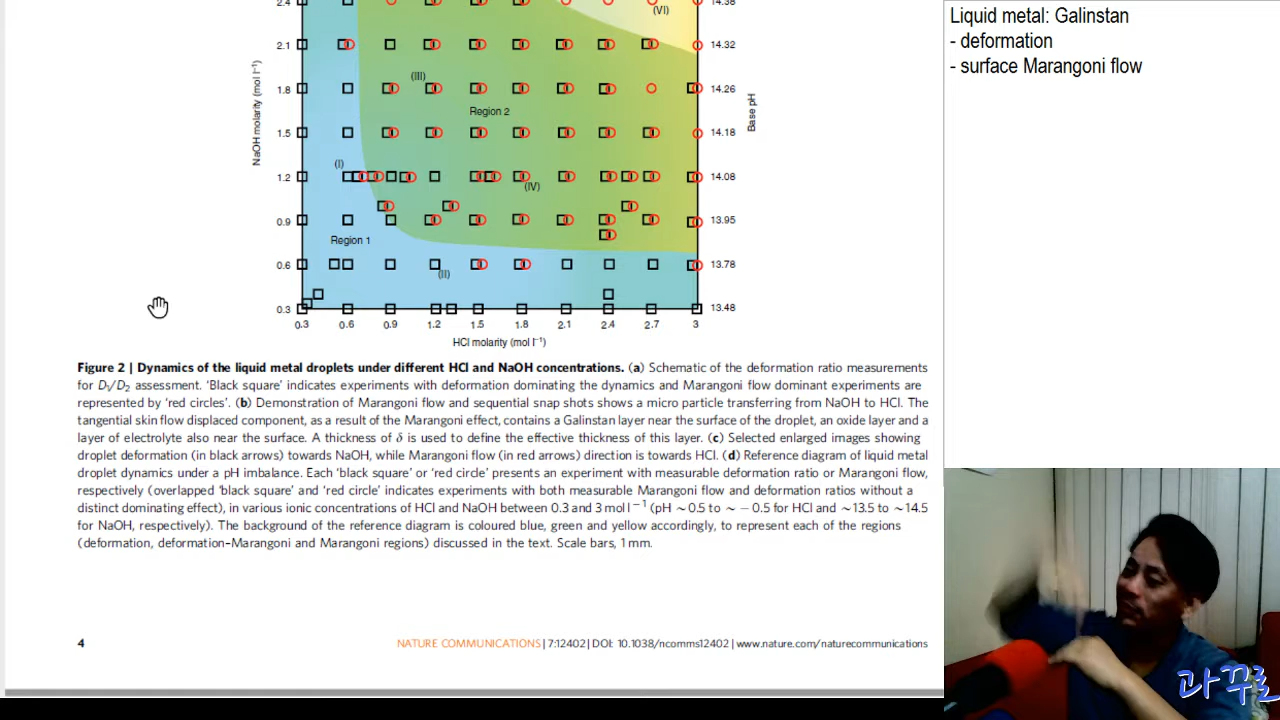 2.4
14.38
(VI)
2.1
14.32
(III)
1.8
14.26
Region 2
NaOH molarity (mol l⁻¹)
Base pH
1.5
14.18
(I)
1.2
14.08
(IV)
0.9
13.95
Region 1
0.6
13.78
(II)
0.3
13.48
0.3 0.6 0.9 1.2 1.5 1.8 2.1 2.4 2.7 3
HCl molarity (mol l⁻¹)
Figure 2 | Dynamics of the liquid metal droplets under different HCl and NaOH concentrations. (a) Schematic of the deformation ratio measurements
for D₁/D₂ assessment. ‘Black square’ indicates experiments with deformation dominating the dynamics and Marangoni flow dominant experiments are
represented by ‘red circles’. (b) Demonstration of Marangoni flow and sequential snap shots shows a micro particle transferring from NaOH to HCl. The
tangential skin flow displaced component, as a result of the Marangoni effect, contains a Galinstan layer near the surface of the droplet, an oxide layer and a
layer of electrolyte also near the surface. A thickness of δ is used to define the effective thickness of this layer. (c) Selected enlarged images showing
droplet deformation (in black arrows) towards NaOH, while Marangoni flow (in red arrows) direction is towards HCl. (d) Reference diagram of liquid metal
droplet dynamics under a pH imbalance. Each ‘black square’ or ‘red circle’ presents an experiment with measurable deformation ratio or Marangoni flow,
respectively (overlapped ‘black square’ and ‘red circle’ indicates experiments with both measurable Marangoni flow and deformation ratios without a
distinct dominating effect), in various ionic concentrations of HCl and NaOH between 0.3 and 3 mol l⁻¹ (pH ∼0.5 to ∼ −0.5 for HCl and ∼13.5 to ∼14.5
for NaOH, respectively). The background of the reference diagram is coloured blue, green and yellow accordingly, to represent each of the regions
(deformation, deformation–Marangoni and Marangoni regions) discussed in the text. Scale bars, 1 mm.
4
NATURE COMMUNICATIONS | 7:12402 | DOI: 10.1038/ncomms12402 | www.nature.com/naturecommunications
Liquid metal: Galinstan
- deformation
- surface Marangoni flow
과꾸로